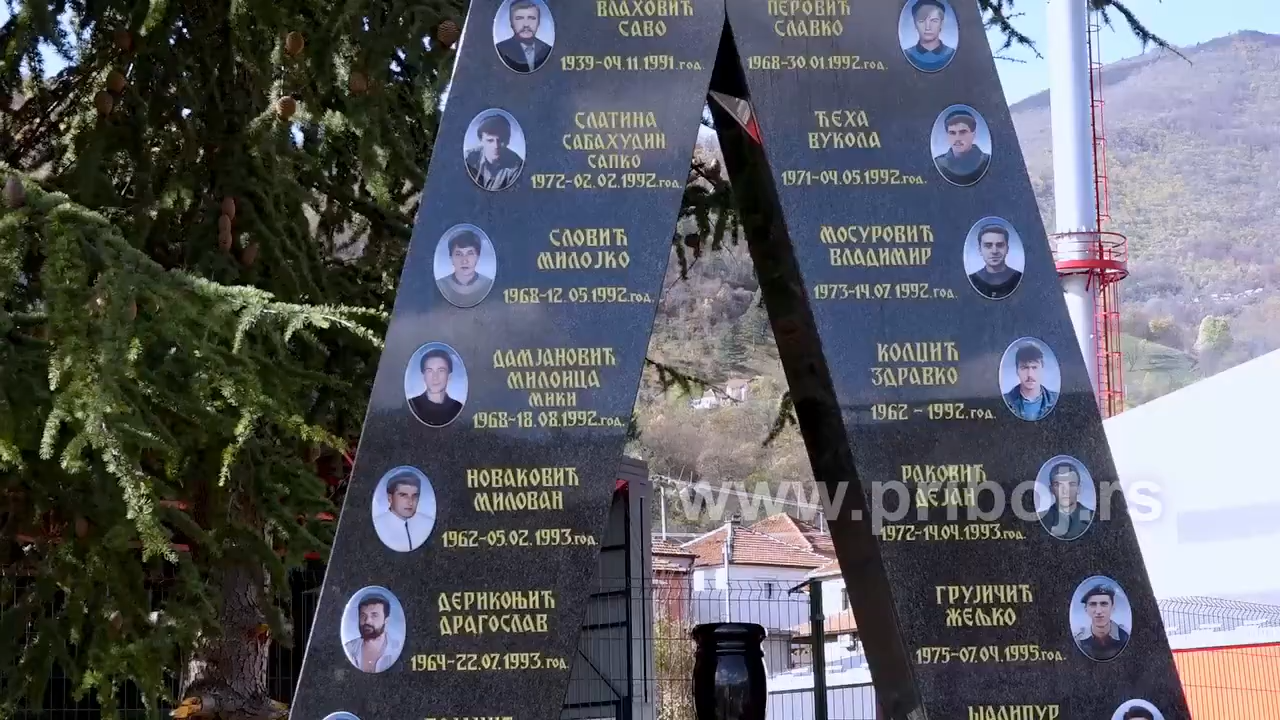 ВЛАХОВИЋ
САВО
1939-04.11.1991.год.
СЛАТИНА
САБАХУДИН
САПКО
1972-02.02.1992.год.
СЛОВИЋ
МИЛОЈКО
1968-12.05.1992.год.
ДАМЈАНОВИЋ
МИЛОИЦА
МИКИ
1968-18.08.1992.год.
НОВАКОВИЋ
МИЛОВАН
1962-05.02.1993.год.
ДЕРИКОЊИЋ
ДРАГОСЛАВ
1964-22.07.1993.год.
ПЕРОВИЋ
СЛАВКО
1968-30.01.1992.год.
ЋЕХА
ВУКОЛА
1971-04.05.1992.год.
МОСУРОВИЋ
ВЛАДИМИР
1973-14.07.1992.год.
КОЛЏИЋ
ЗДРАВКО
1962 - 1992.год.
РАКОВИЋ
ДЕЈАН
1972-14.04.1993.год.
ГРУЈИЧИЋ
ЖЕЉКО
1975-07.04.1995.год.
www.priboj.rs